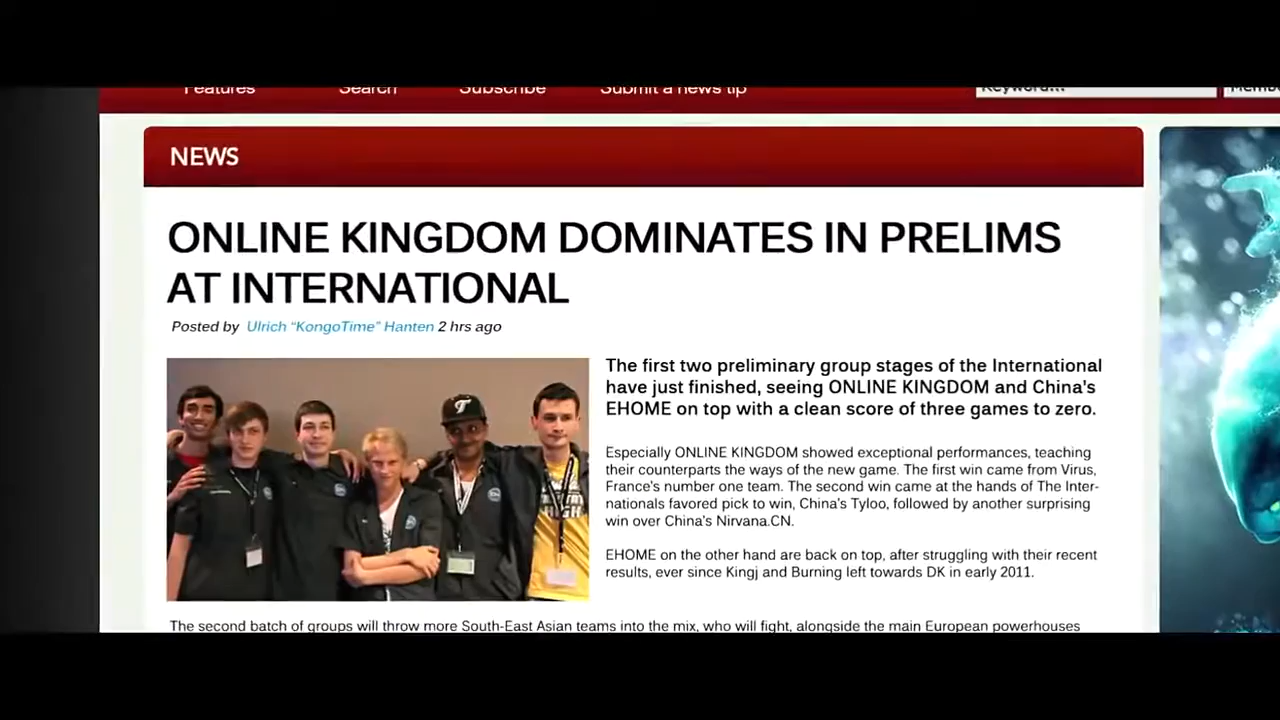 Features Search Subscribe Submit a news tip Keyword...
NEWS
ONLINE KINGDOM DOMINATES IN PRELIMS
AT INTERNATIONAL
Posted by Ulrich “KongoTime” Hanten 2 hrs ago
The first two preliminary group stages of the International
have just finished, seeing ONLINE KINGDOM and China's
EHOME on top with a clean score of three games to zero.
Especially ONLINE KINGDOM showed exceptional performances, teaching
their counterparts the ways of the new game. The first win came from Virus,
France's number one team. The second win came at the hands of The Inter-
nationals favored pick to win, China's Tyloo, followed by another surprising
win over China's Nirvana.CN.
EHOME on the other hand are back on top, after struggling with their recent
results, ever since Kingj and Burning left towards DK in early 2011.
The second batch of groups will throw more South-East Asian teams into the mix, who will fight, alongside the main European powerhouses